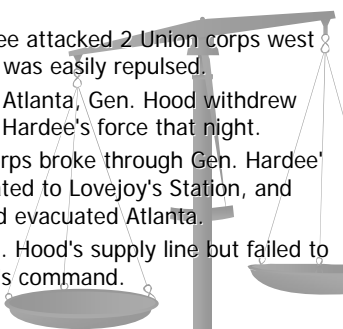 ee attacked 2 Union corps west
was easily repulsed.
Atlanta, Gen. Hood withdrew
Hardee's force that night.
rps broke through Gen. Hardee'
ated to Lovejoy's Station, and
d evacuated Atlanta.
. Hood's supply line but failed to
s command.